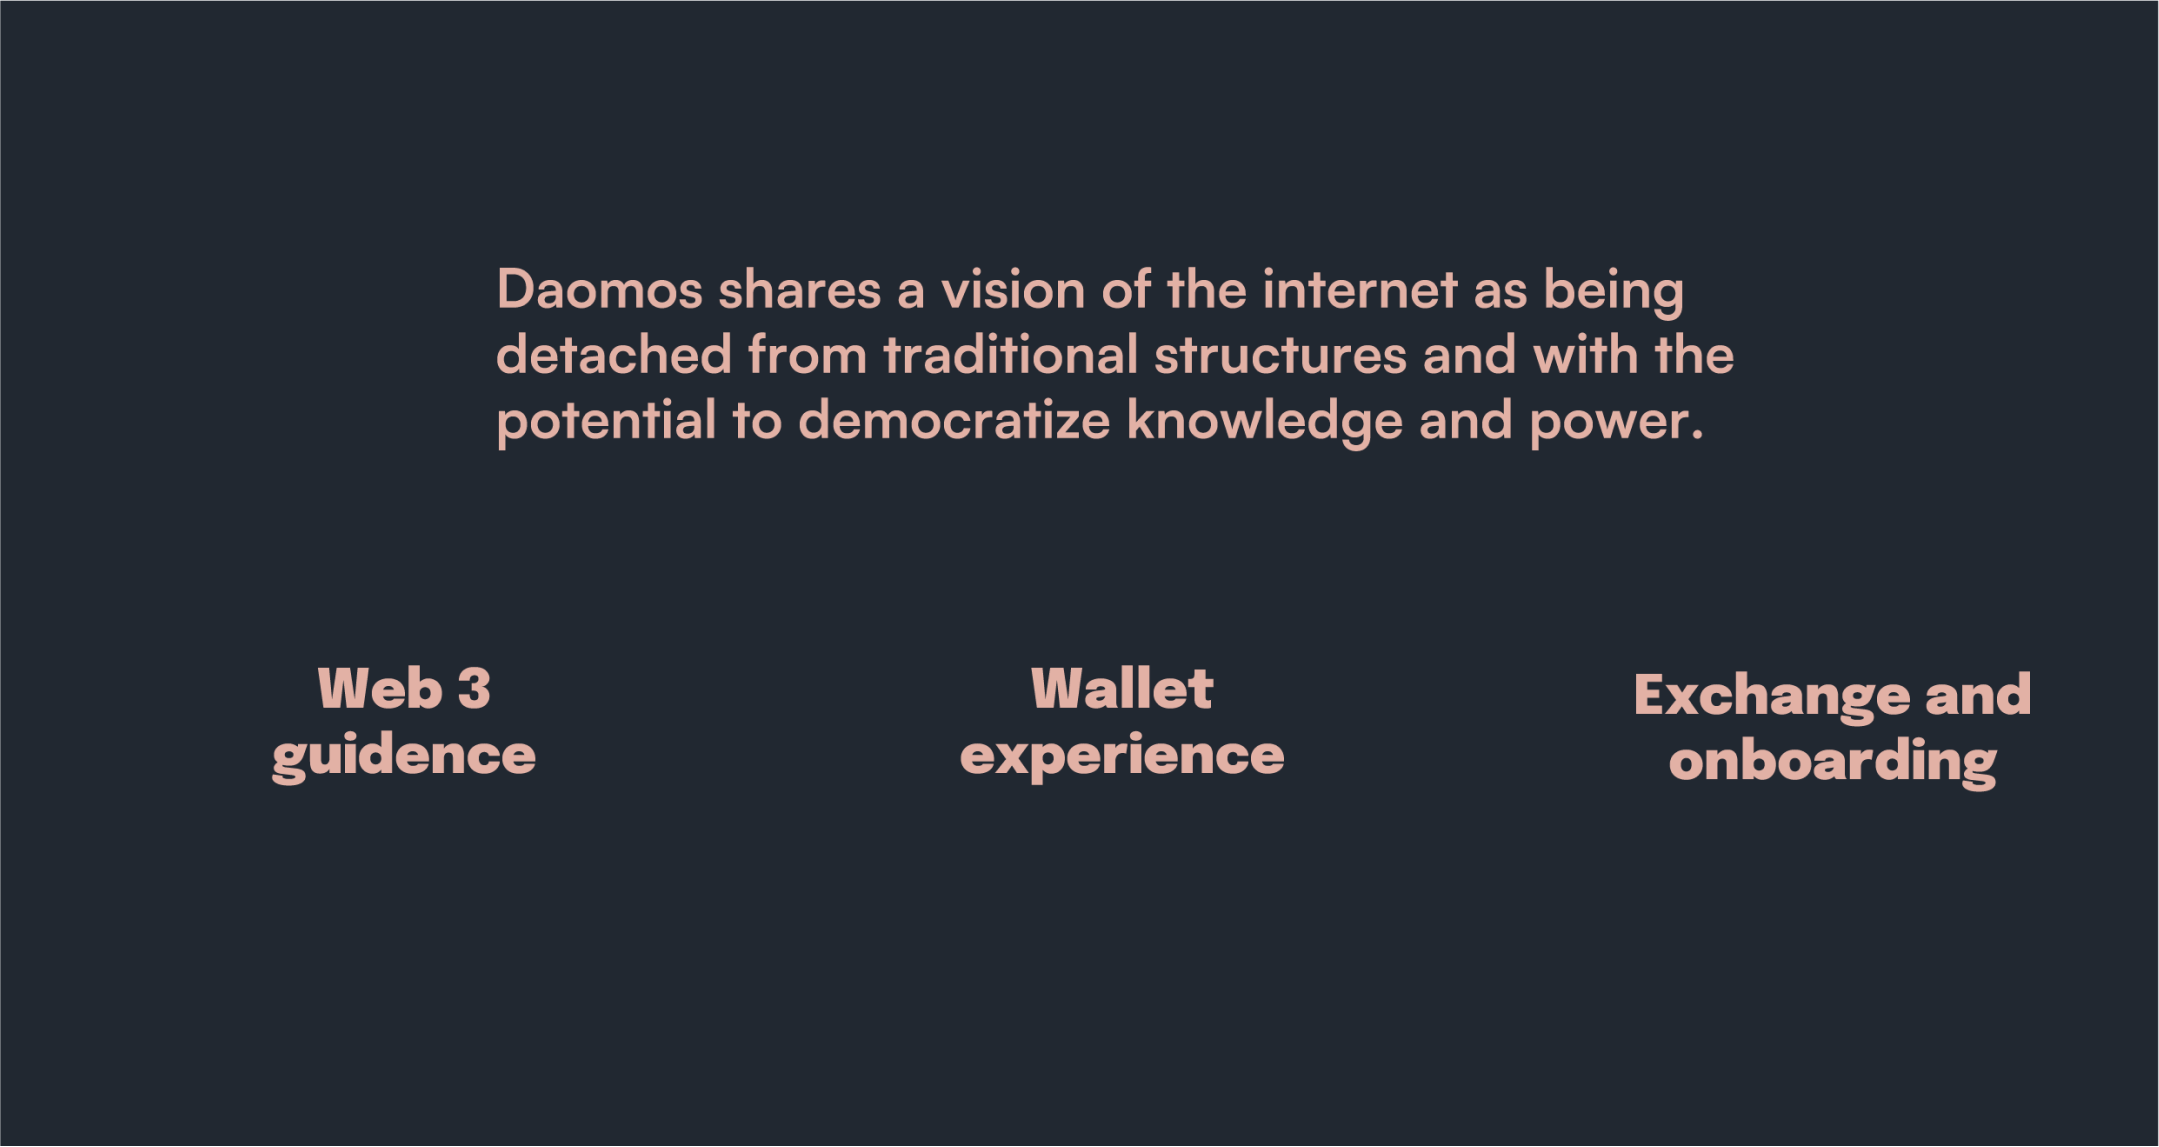 Daomos shares a vision of the internet as being
detached from traditional structures and with the
potential to democratize knowledge and power.
Web 3
guidence
Wallet
experience
Exchange and
onboarding